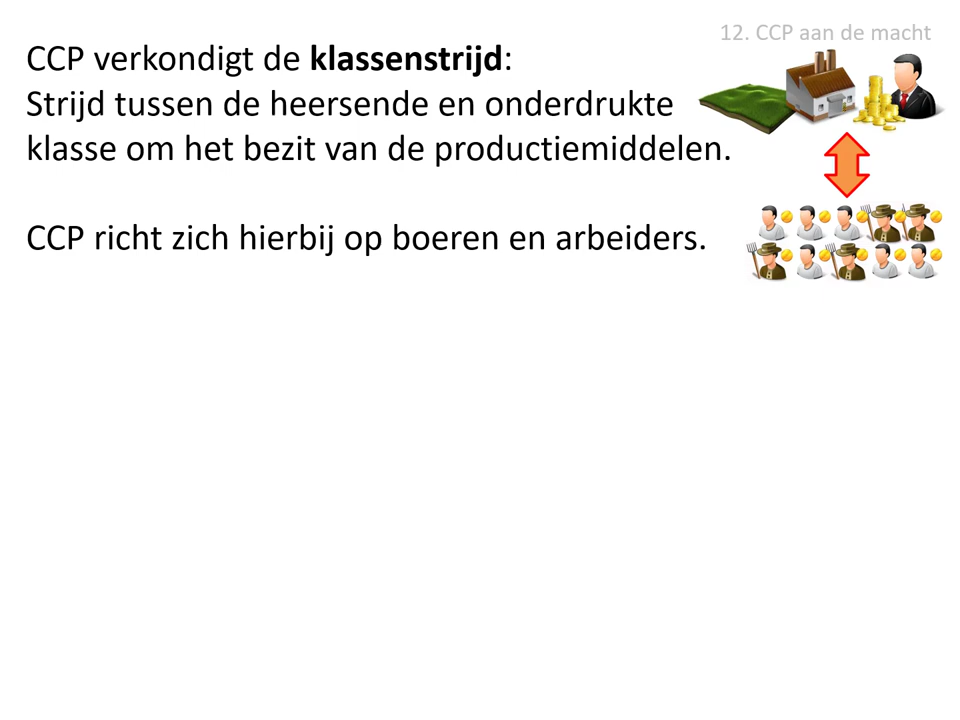 12. CCP aan de macht
CCP verkondigt de klassenstrijd:
Strijd tussen de heersende en onderdrukte
klasse om het bezit van de productiemiddelen.
CCP richt zich hierbij op boeren en arbeiders.